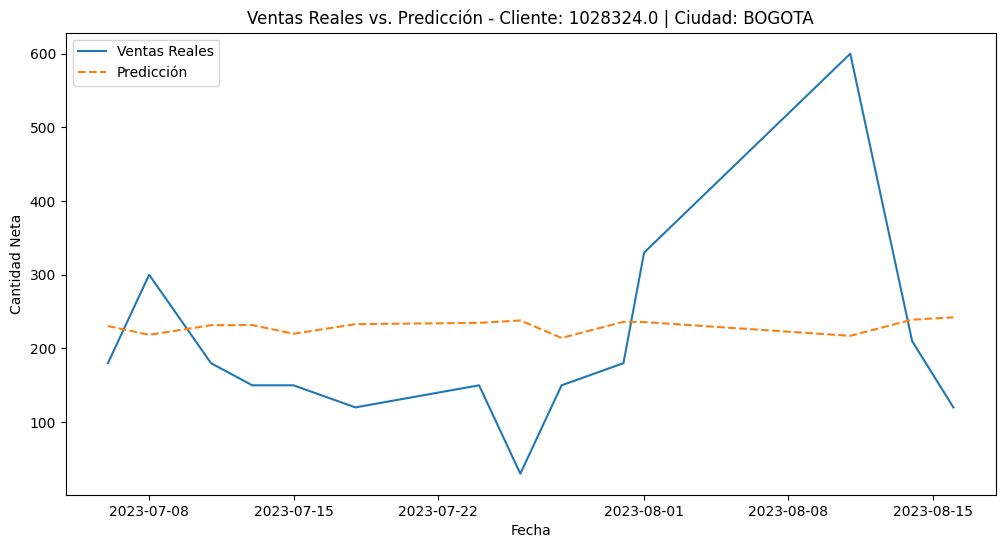 Ventas Reales vs. Predicción - Cliente: 1028324.0 | Ciudad: BOGOTA
Ventas Reales
Predicción
600
500
400
300
200
100
Cantidad Neta
2023-07-08
2023-07-15
2023-07-22
2023-08-01
2023-08-08
2023-08-15
Fecha